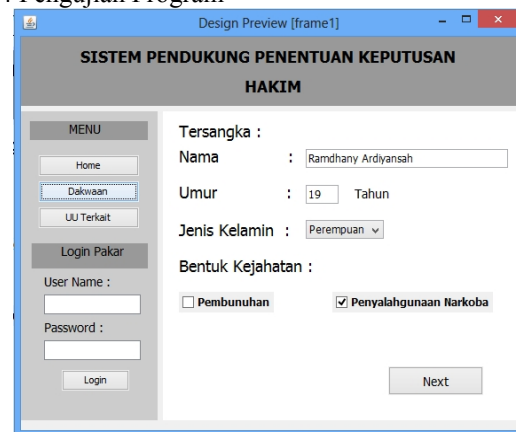 Pengujian Program
Design Preview [frame1]
SISTEM PENDUKUNG PENENTUAN KEPUTUSAN
HAKIM
MENU
Home
Dakwaan
UU Terkait
Login Pakar
User Name :
Password :
Login
Tersangka :
Nama : Ramdhany Ardiyansah
Umur : 19 Tahun
Jenis Kelamin : Perempuan
Bentuk Kejahatan :
Pembunuhan
Penyalahgunaan Narkoba
Next